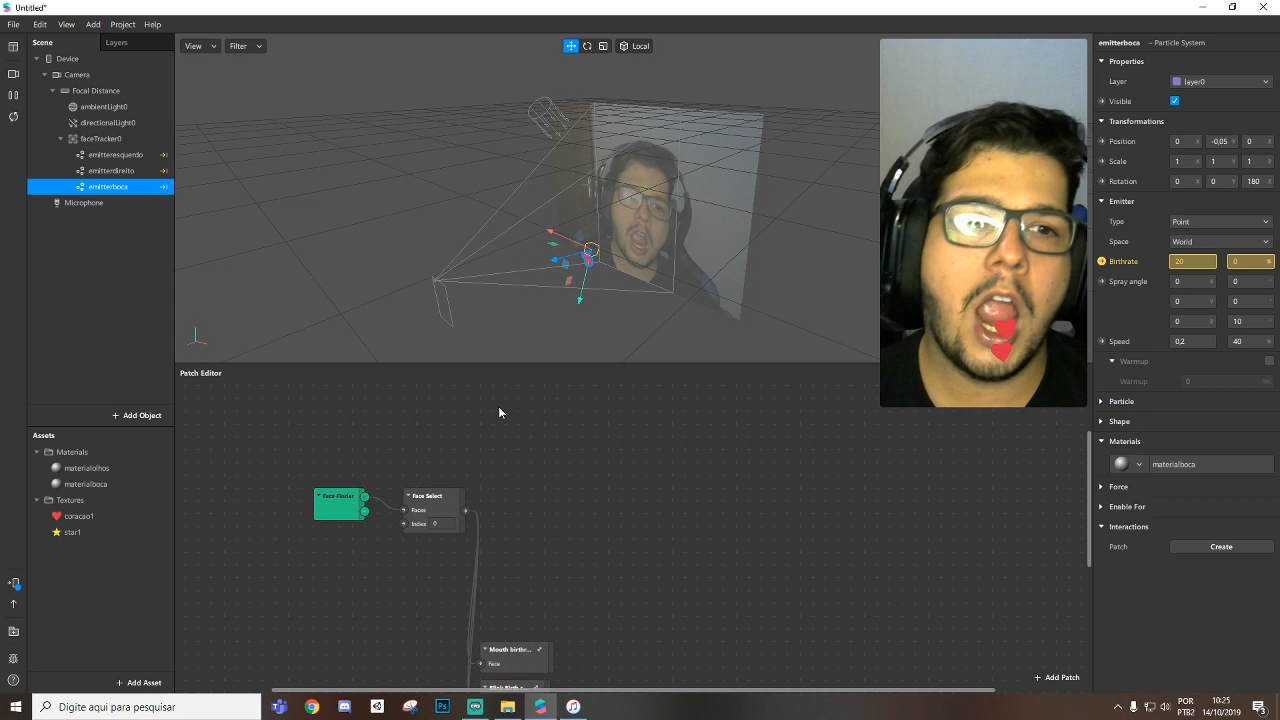 Untitled*
File Edit View Add Project Help
Scene Layers
Device
Camera
Focal Distance
ambientLight0
directionalLight0
faceTracker0
emitteresquerdo
emitterdireito
emitterboca
Microphone
+ Add Object
Assets
Materials
materialolhos
materialboca
Textures
coracao1
star1
+ Add Asset
View Filter Local
Patch Editor
Face Finder
Face Select
Faces
Index 0
Mouth birthr...
Face
+ Add Patch
emitterboca – Particle System
Properties
Layer layer0
Visible
Transformations
Position 0 X -0,05 Y 0 Z
Scale 1 X 1 Y 1 Z
Rotation 0 X 0 Y 180 Z
Emitter
Type Point
Space World
Birthrate 20 0 %
Spray angle 0 X 0 °
0 Y 0 °
0 Z 10 °
Speed 0,2 40 %
Warmup
Warmup 0
Particle
Shape
Materials
materialboca
Force
Enable For
Interactions
Patch Create
Digite aqui para pesquisar
POR 10:25
PTB2 14/10/2019